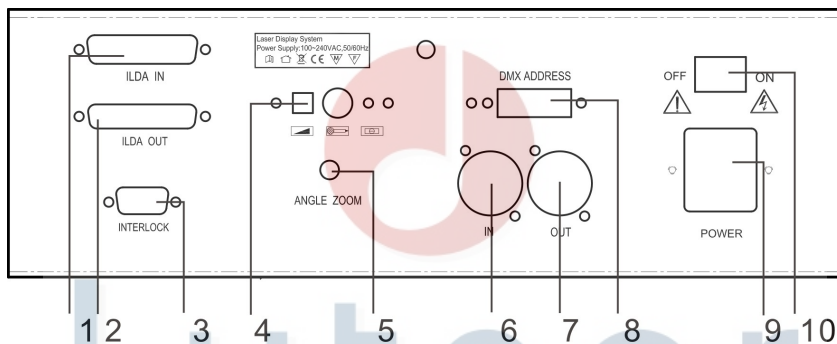 Laser Display System
Power Supply:100~240VAC,50/60Hz
CE
ILDA IN
DMX ADDRESS
OFF
ON
ILDA OUT
ANGLE ZOOM
INTERLOCK
IN
OUT
POWER
1 2 3 4 5 6 7 8 9 10